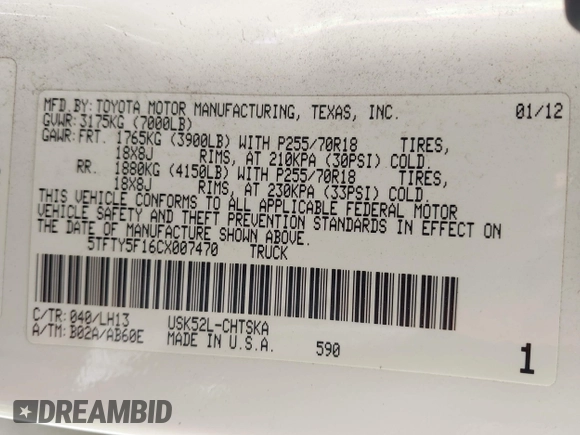 MFD.BY: TOYOTA MOTOR MANUFACTURING, TEXAS, INC. 01/12
GVWR: 3175KG (7000LB)
GAWR: FRT. 1765KG (3900LB) WITH P255/70R18 TIRES,
18X8J RIMS, AT 210KPA (30PSI) COLD.
RR. 1880KG (4150LB) WITH P255/70R18 TIRES,
18X8J RIMS, AT 230KPA (33PSI) COLD.
THIS VEHICLE CONFORMS TO ALL APPLICABLE FEDERAL MOTOR
VEHICLE SAFETY AND THEFT PREVENTION STANDARDS IN EFFECT ON
THE DATE OF MANUFACTURE SHOWN ABOVE.
5TFTY5F16CX007470 TRUCK
C/TR: 040/LH13 USK52L-CHTSKA
A/TM: B02A/AB60E MADE IN U.S.A. 590 1
DREAMBID